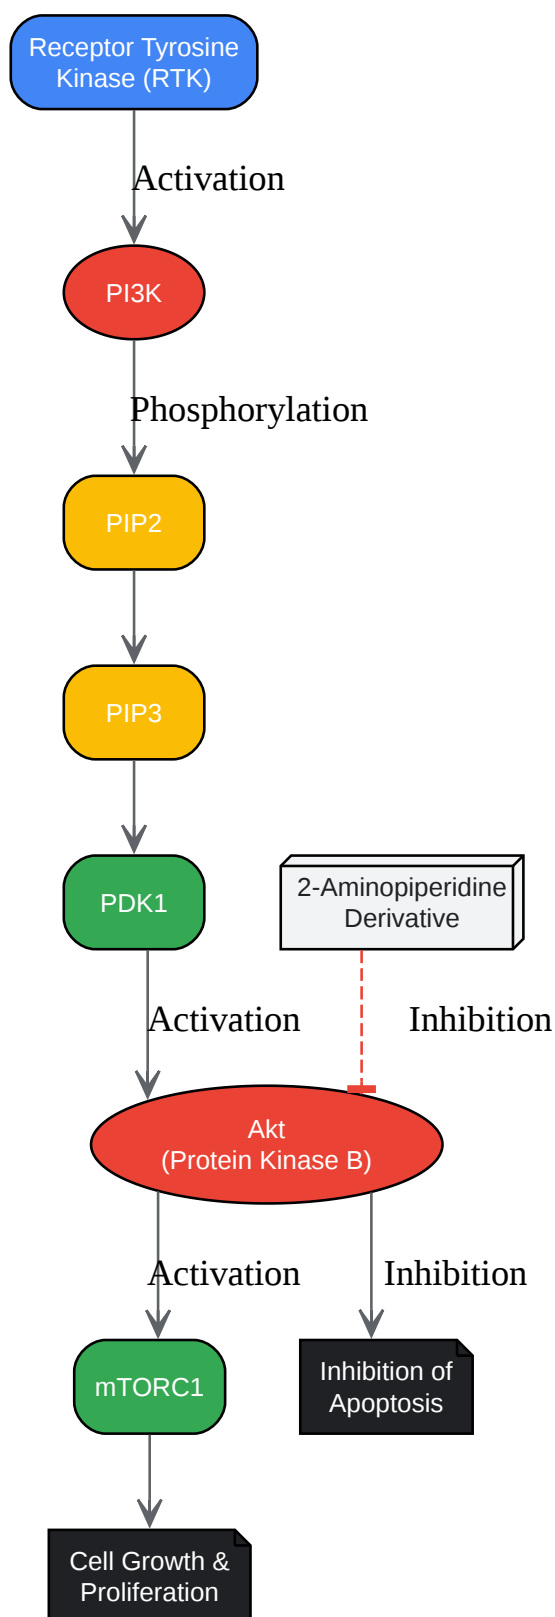 Receptor Tyrosine
Kinase (RTK)
Activation
PI3K
Phosphorylation
PIP2
PIP3
PDK1
2-Aminopiperidine
Derivative
Activation
Inhibition
Akt
(Protein Kinase B)
Activation
Inhibition
mTORC1
Inhibition of
Apoptosis
Cell Growth &
Proliferation